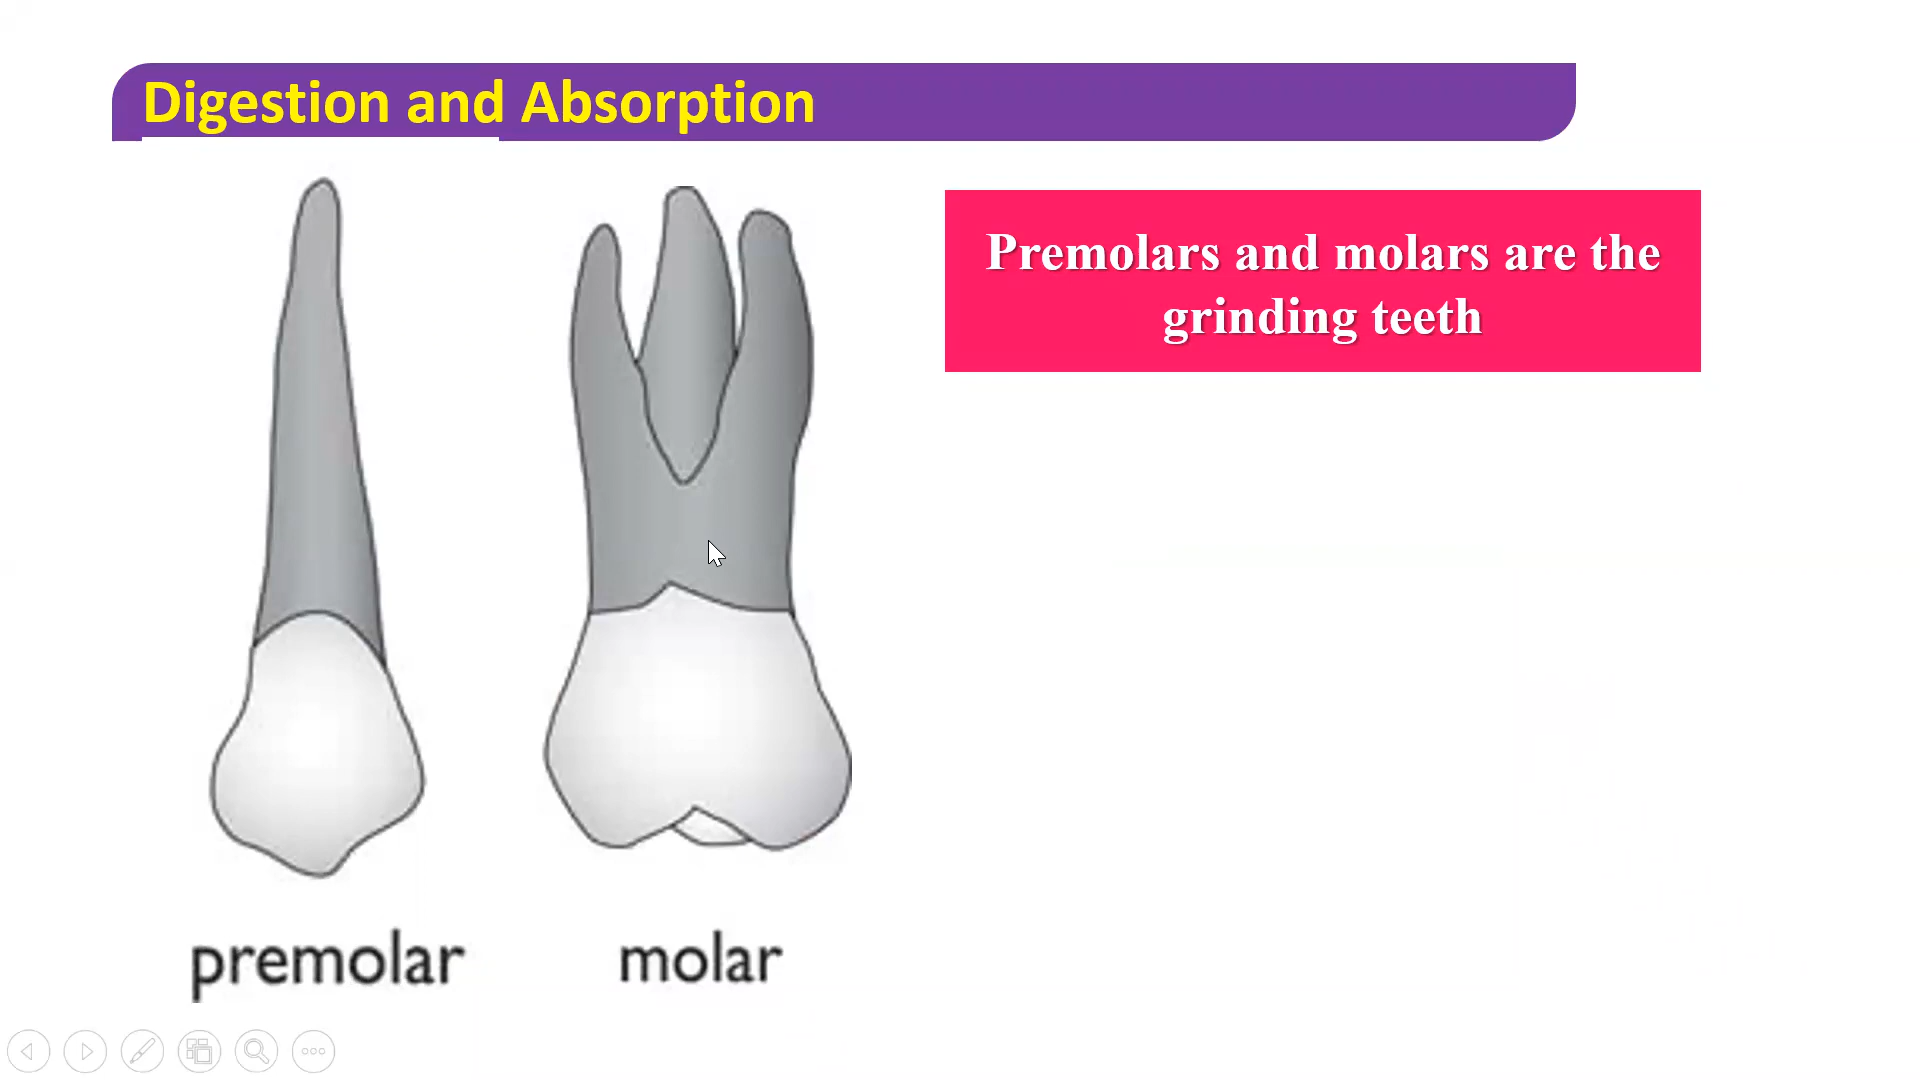 Digestion and Absorption
Premolars and molars are the
grinding teeth
premolar
molar